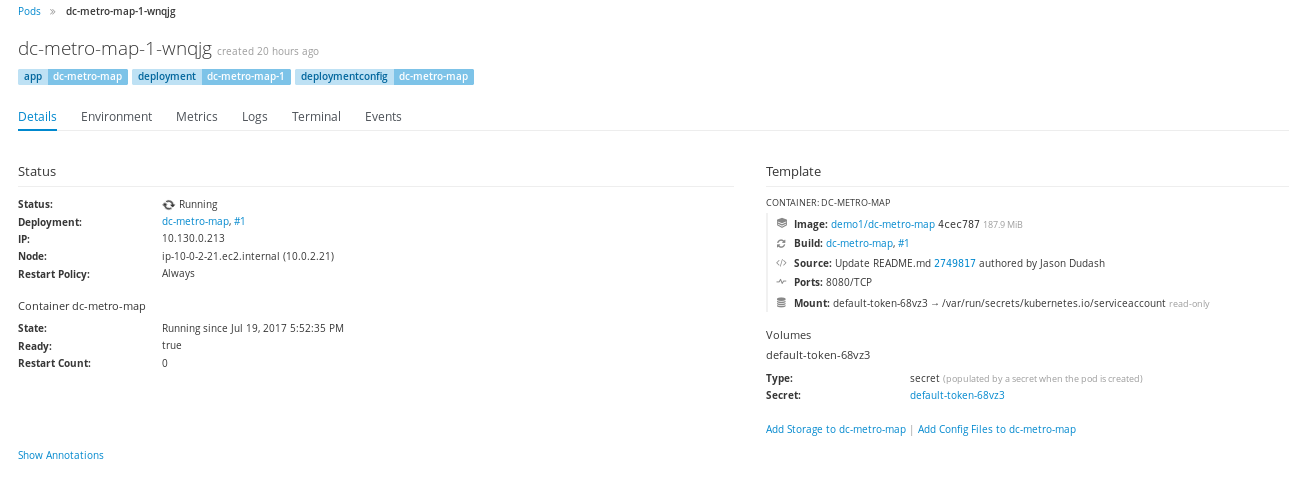 Pods » dc-metro-map-1-wnqjg
dc-metro-map-1-wnqjg created 20 hours ago
app dc-metro-map deployment dc-metro-map-1 deploymentconfig dc-metro-map
Details Environment Metrics Logs Terminal Events
Status
Status: Running
Deployment: dc-metro-map, #1
IP: 10.130.0.213
Node: ip-10-0-2-21.ec2.internal (10.0.2.21)
Restart Policy: Always
Container dc-metro-map
State: Running since Jul 19, 2017 5:52:35 PM
Ready: true
Restart Count: 0
Show Annotations
Template
CONTAINER: DC-METRO-MAP
Image: demo1/dc-metro-map 4cec787 187.9 MiB
Build: dc-metro-map, #1
</> Source: Update README.md 2749817 authored by Jason Dudash
Ports: 8080/TCP
Mount: default-token-68vz3 → /var/run/secrets/kubernetes.io/serviceaccount read-only
Volumes
default-token-68vz3
Type: secret (populated by a secret when the pod is created)
Secret: default-token-68vz3
Add Storage to dc-metro-map | Add Config Files to dc-metro-map